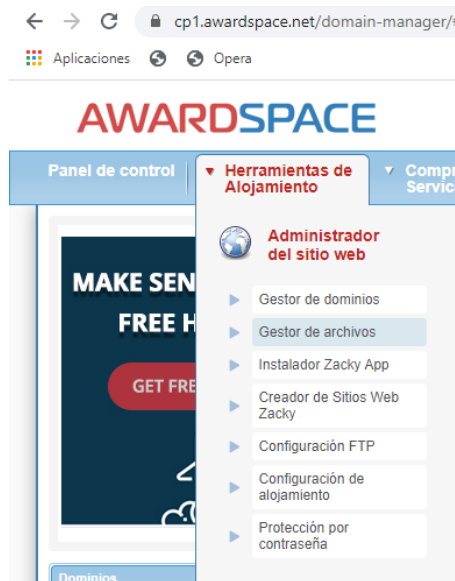 cp1.awardspace.net/domain-manager/
Aplicaciones Opera
AWARDSPACE
Panel de control
Herramientas de
Alojamiento
Compr
Servic
Administrador
del sitio web
MAKE SEN
FREE H
GET FRE
Gestor de dominios
Gestor de archivos
Instalador Zacky App
Creador de Sitios Web
Zacky
Configuración FTP
Configuración de
alojamiento
Protección por
contraseña
Dominios